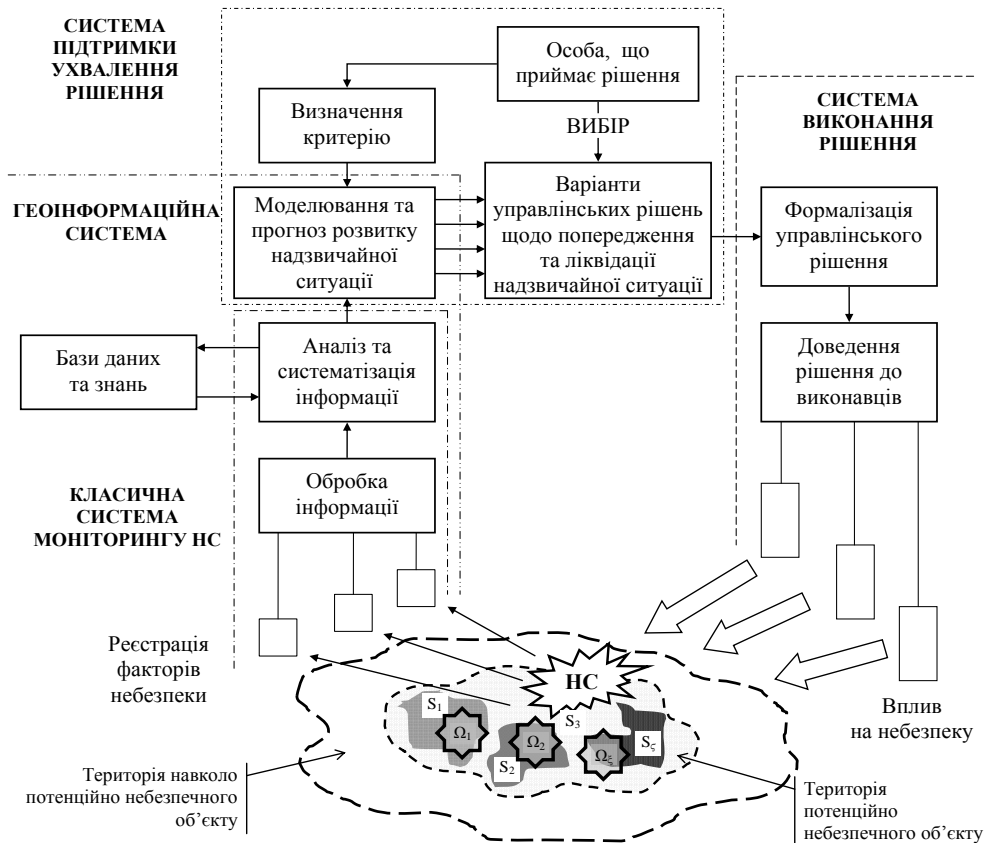 СИСТЕМА
ПІДТРИМКИ
УХВАЛЕННЯ
РІШЕННЯ
Особа, що
приймає рішення
Визначення
критерію
ВИБІР
СИСТЕМА
ВИКОНАННЯ
РІШЕННЯ
ГЕОІНФОРМАЦІЙНА
СИСТЕМА
Моделювання та
прогноз розвитку
надзвичайної
ситуації
Варіанти
управлінських рішень
щодо попередження
та ліквідації
надзвичайної ситуації
Формалізація
управлінського
рішення
Бази даних
та знань
Аналіз та
систематізація
інформації
Доведення
рішення до
виконавців
КЛАСИЧНА
СИСТЕМА
МОНІТОРИНГУ НС
Обробка
інформації
Реєстрація
факторів
небезпеки
НС
S1
S3
Ω1
Ω2
S2
Ωξ
Sς
Вплив
на небезпеку
Територія навколо
потенційно небезпечного
об’єкту
Територія
потенційно
небезпечного об’єкту